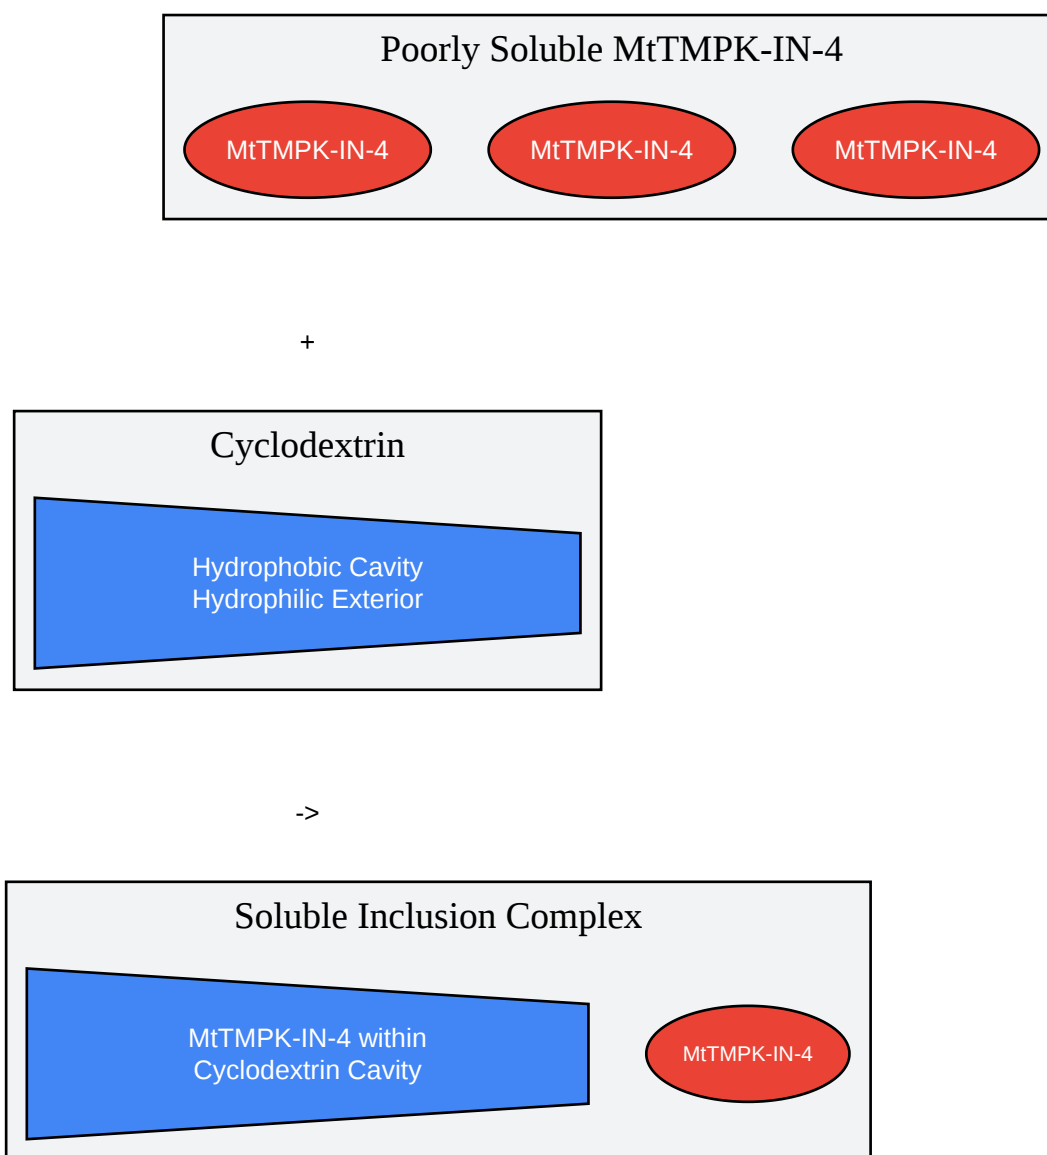 Poorly Soluble MtTMPK-IN-4
MtTMPK-IN-4 MtTMPK-IN-4 MtTMPK-IN-4
+
Cyclodextrin
Hydrophobic Cavity
Hydrophilic Exterior
->
Soluble Inclusion Complex
MtTMPK-IN-4 within
Cyclodextrin Cavity
MtTMPK-IN-4